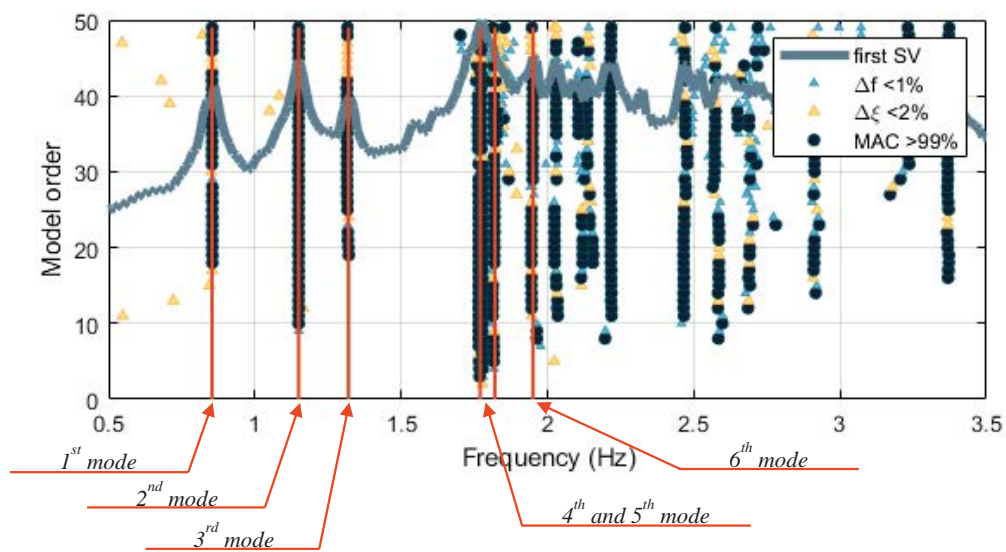 50
40
30
20
10
0
Model order
first SV
Δf <1%
Δξ <2%
MAC >99%
0.5 1 1.5 2 2.5 3 3.5
Frequency (Hz)
1st mode
2nd mode
3rd mode
4th and 5th mode
6th mode